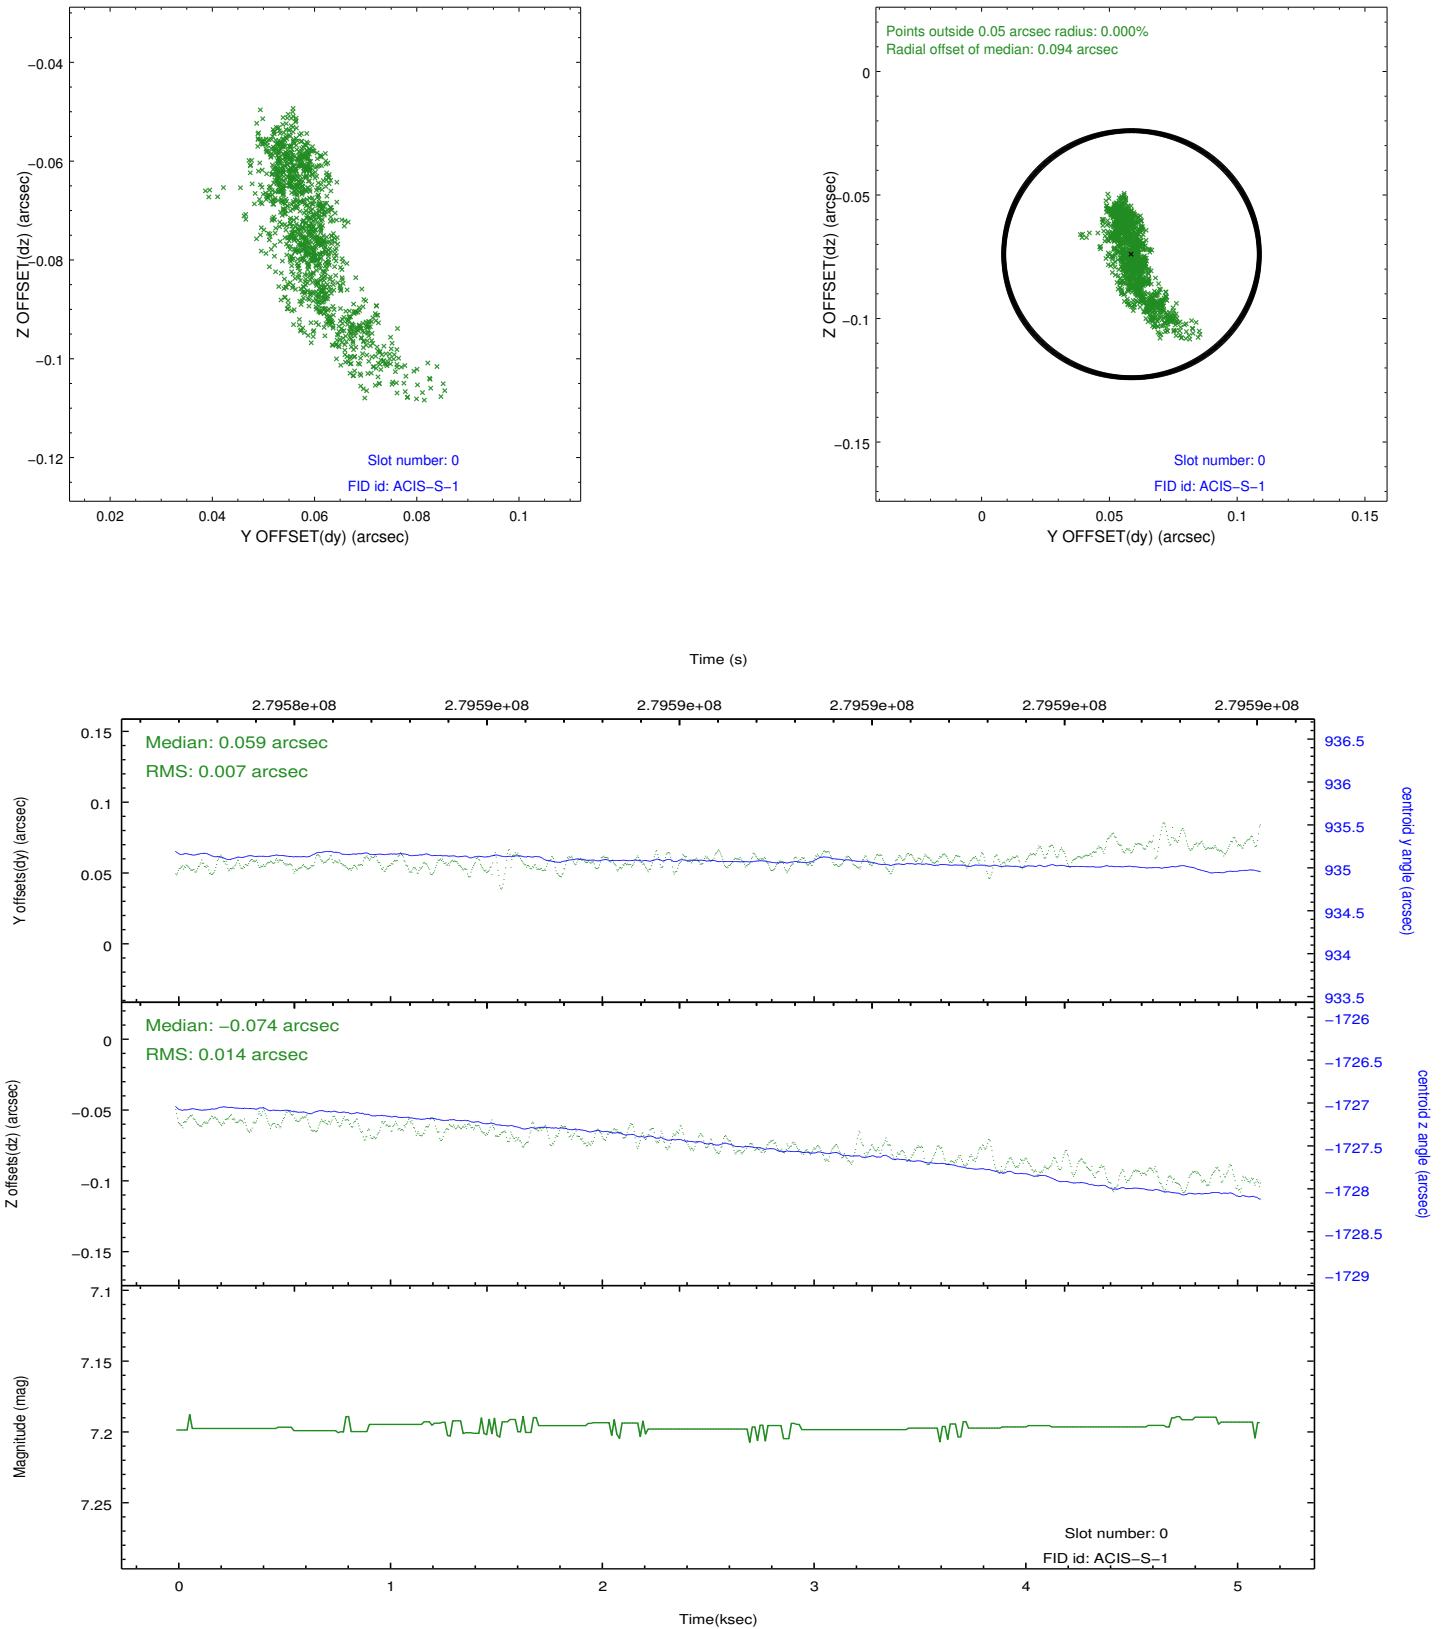 −0.04
−0.06
−0.08
−0.1
−0.12
Z OFFSET(dz) (arcsec)
Slot number: 0
FID id: ACIS−S−1
0.02 0.04 0.06 0.08 0.1
Y OFFSET(dy) (arcsec)
Points outside 0.05 arcsec radius: 0.000%
Radial offset of median: 0.094 arcsec
0
−0.05
−0.1
−0.15
Z OFFSET(dz) (arcsec)
Slot number: 0
FID id: ACIS−S−1
0 0.05 0.1 0.15
Y OFFSET(dy) (arcsec)
Time (s)
2.7958e+08 2.7959e+08 2.7959e+08 2.7959e+08 2.7959e+08 2.7959e+08
Median: 0.059 arcsec
RMS: 0.007 arcsec
0.15
0.1
0.05
0
Y offsets(dy) (arcsec)
936.5
936
935.5
935
934.5
934
933.5
centroid y angle (arcsec)
Median: −0.074 arcsec
RMS: 0.014 arcsec
0
−0.05
−0.1
−0.15
Z offsets(dz) (arcsec)
−1726
−1726.5
−1727
−1727.5
−1728
−1728.5
−1729
centroid z angle (arcsec)
7.1
7.15
7.2
7.25
Magnitude (mag)
Slot number: 0
FID id: ACIS−S−1
0 1 2 3 4 5
Time(ksec)